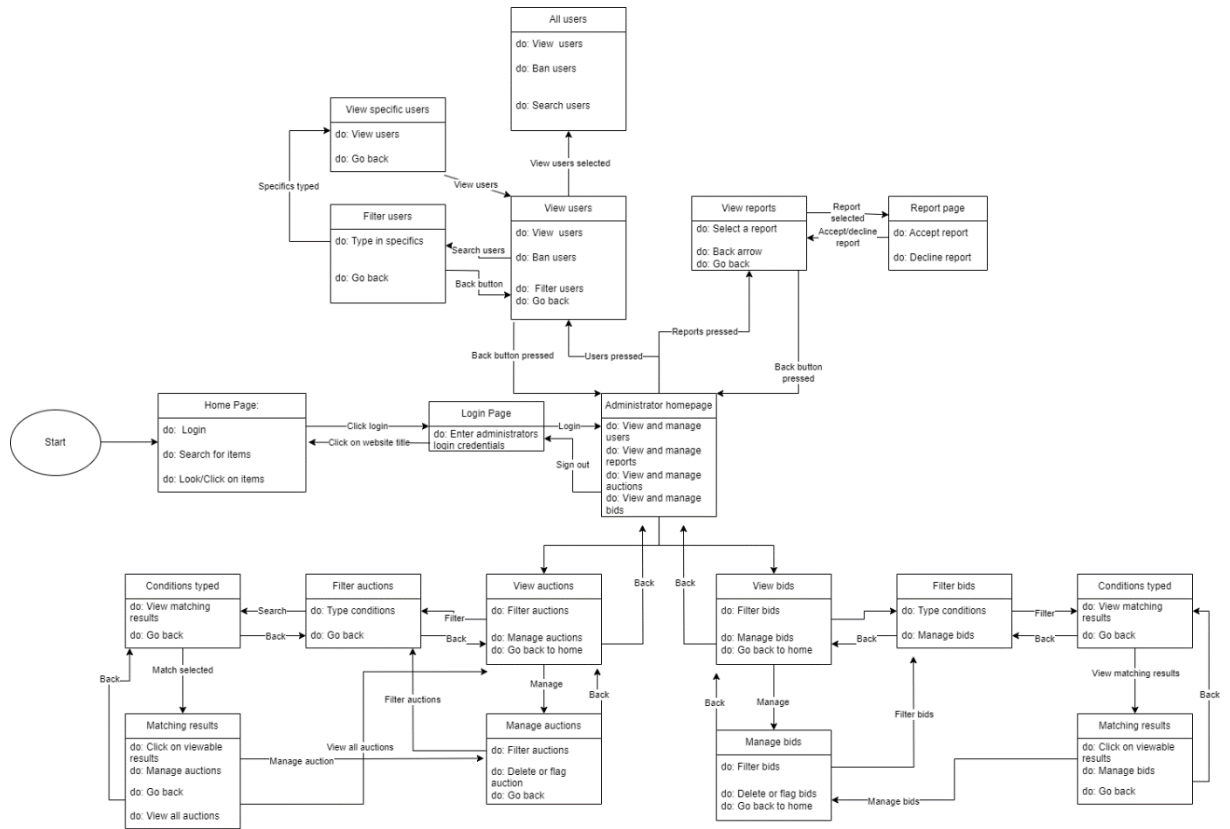 All users
do: View users
do: Ban users
do: Search users
View users selected
View specific users
do: View users
do: Go back
Specifics typed
View users
Filter users
do: Type in specifics
do: Go back
Search users
Back button
View users
do: View users
do: Ban users
do: Filter users
do: Go back
View reports
do: Select a report
do: Back arrow
do: Go back
Report
selected
Accept/decline
report
Report page
do: Accept report
do: Decline report
Back button pressed
Users pressed
Reports pressed
Back button
pressed
Start
Home Page:
do: Login
do: Search for items
do: Look/Click on items
Click login
Click on website title
Login Page
do: Enter administrators
login credentials
Login
Sign out
Administrator homepage
do: View and manage
users
do: View and manage
reports
do: View and manage
auctions
do: View and manage
bids
Conditions typed
do: View matching
results
do: Go back
Search
Back
Filter auctions
do: Type conditions
do: Go back
Filter
Back
View auctions
do: Filter auctions
do: Manage auctions
do: Go back to home
Back
Back
View bids
do: Filter bids
do: Manage bids
do: Go back to home
Back
Filter bids
do: Type conditions
do: Manage bids
Filter
Back
Conditions typed
do: View matching
results
do: Go back
Back
Match selected
Back
Filter auctions
Manage
Back
Back
Manage
Filter bids
View matching results
Matching results
do: Click on viewable
results
do: Manage auctions
do: Go back
do: View all auctions
View all auctions
Manage auction
Manage auctions
do: Filter auctions
do: Delete or flag
auction
do: Go back
Manage bids
do: Filter bids
do: Delete or flag bids
do: Go back to home
Manage bids
Matching results
do: Click on viewable
results
do: Manage bids
do: Go back